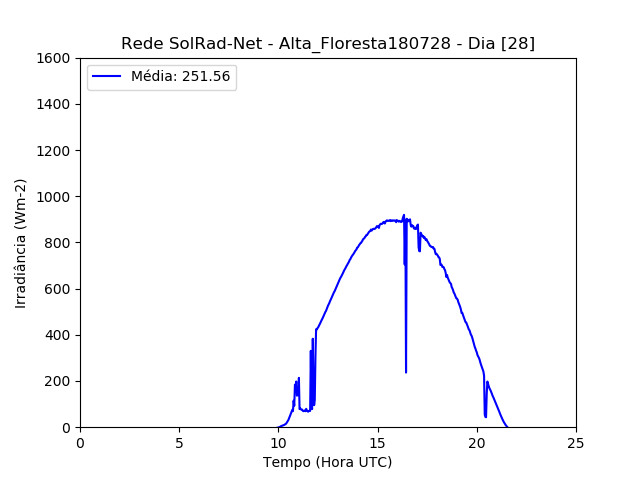 Rede SolRad-Net - Alta_Floresta180728 - Dia [28]
Média: 251.56
Irradiância (Wm-2)
1600
1400
1200
1000
800
600
400
200
0
0 5 10 15 20 25
Tempo (Hora UTC)